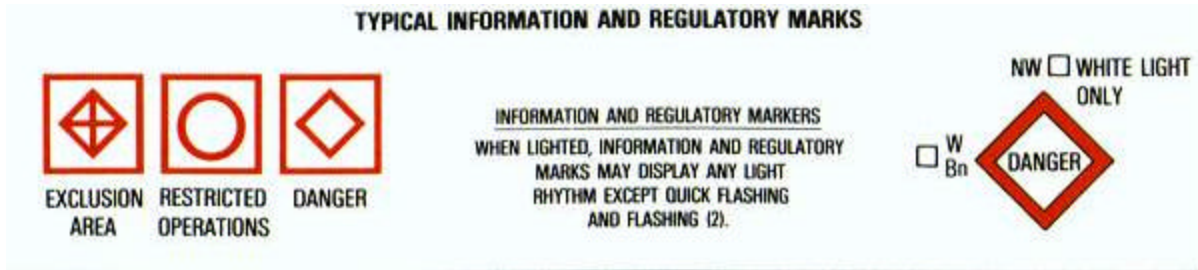 TYPICAL INFORMATION AND REGULATORY MARKS
EXCLUSION
AREA
RESTRICTED
OPERATIONS
DANGER
INFORMATION AND REGULATORY MARKERS
WHEN LIGHTED, INFORMATION AND REGULATORY
MARKS MAY DISPLAY ANY LIGHT
RHYTHM EXCEPT QUICK FLASHING
AND FLASHING (2).
NW WHITE LIGHT
ONLY
W
Bn
DANGER